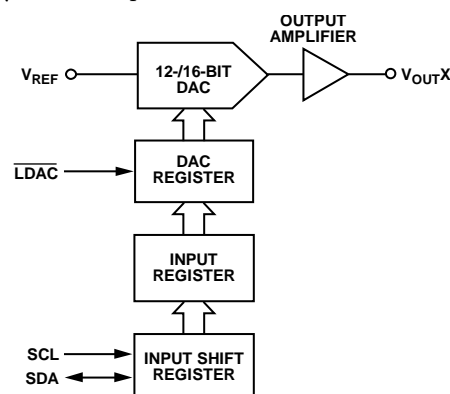 OUTPUT
AMPLIFIER
VREF
12-/16-BIT
DAC
VOUTX
LDAC
DAC
REGISTER
INPUT
REGISTER
SCL
SDA
INPUT SHIFT
REGISTER